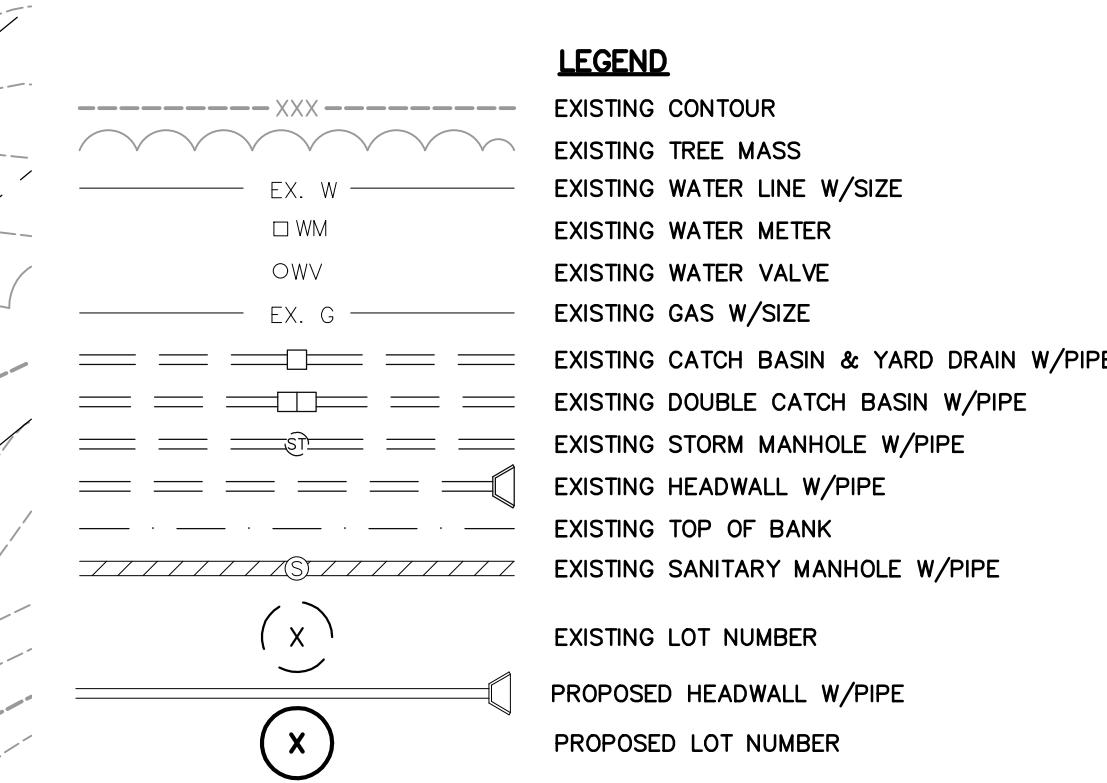 LEGEND
XXX EXISTING CONTOUR
EXISTING TREE MASS
EX. W EXISTING WATER LINE W/SIZE
WM EXISTING WATER METER
WV EXISTING WATER VALVE
EX. G EXISTING GAS W/SIZE
EXISTING CATCH BASIN & YARD DRAIN W/PIPE
EXISTING DOUBLE CATCH BASIN W/PIPE
ST EXISTING STORM MANHOLE W/PIPE
EXISTING HEADWALL W/PIPE
EXISTING TOP OF BANK
S EXISTING SANITARY MANHOLE W/PIPE
X EXISTING LOT NUMBER
PROPOSED HEADWALL W/PIPE
X PROPOSED LOT NUMBER